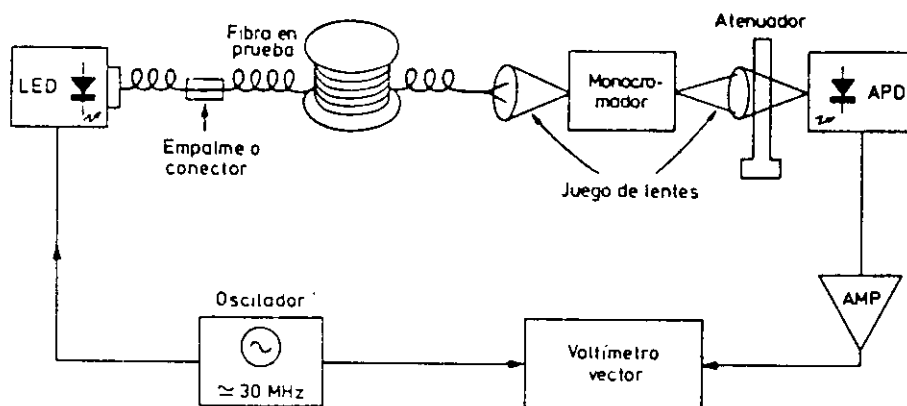 Fibra en
prueba
Atenuador
LED
Monocro-
mador
APD
Empalme o
conector
Juego de lentes
AMP
Oscilador
≃ 30 MHz
Voltímetro
vector